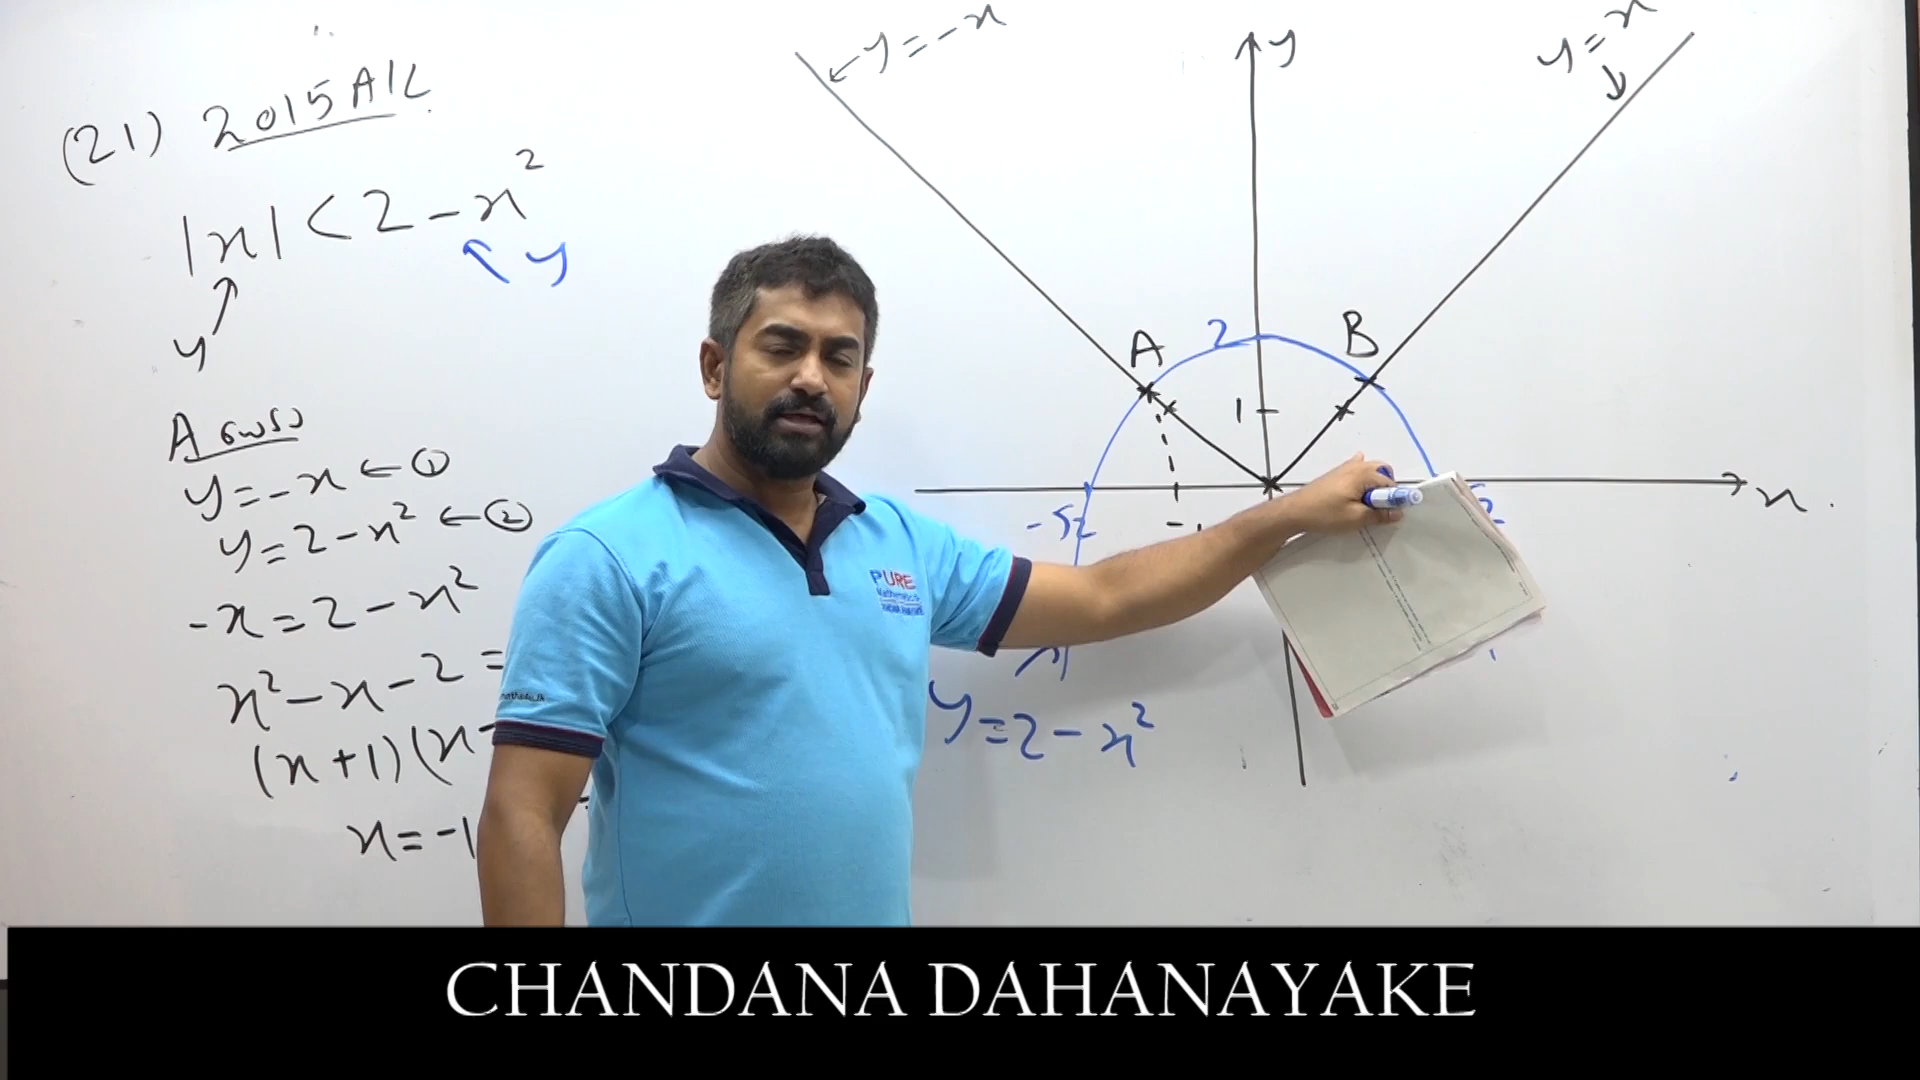 (21) 2015 A/L
|x| < 2 - x²
y
y
A සඳහා
y = -x ← ①
y = 2 - x² ← ②
-x = 2 - x²
x² - x - 2 =
(x + 1)(x -
x = -1
← y = -x
y
y = x
A
2
B
1
x
-√2
-1
y = 2 - x²
PURE
Mathematics
CHANDANA DAHANAYAKE